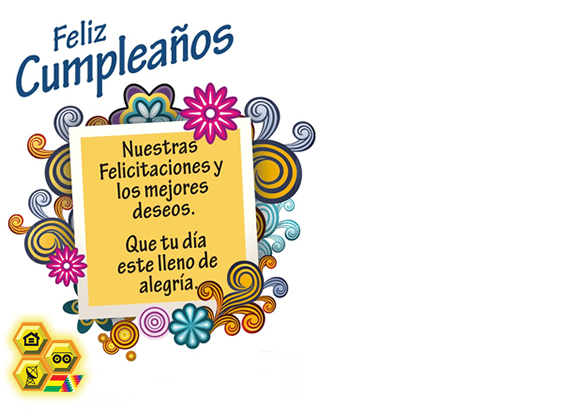 Feliz
Cumpleaños
Nuestras
Felicitaciones y
los mejores
deseos.
Que tu día
este lleno de
alegría.